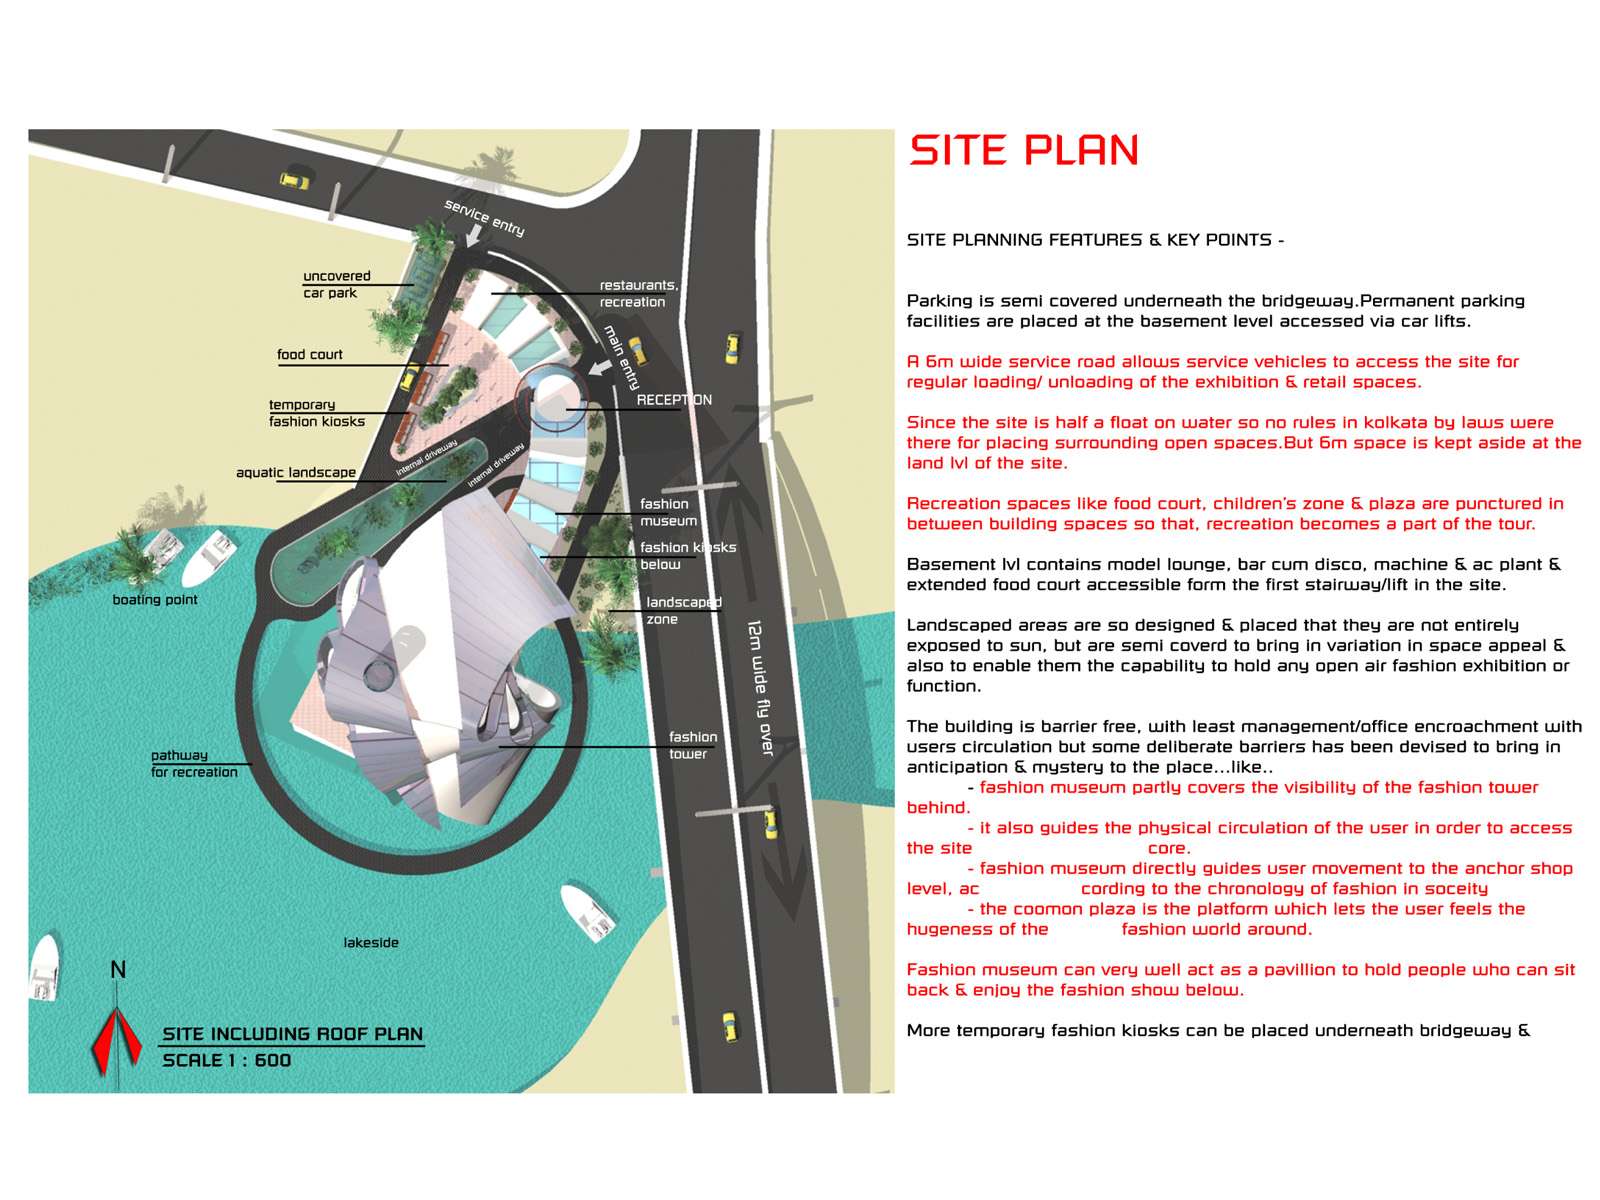 SITE PLAN
SITE PLANNING FEATURES & KEY POINTS -
Parking is semi covered underneath the bridgeway.Permanent parking
facilities are placed at the basement level accessed via car lifts.
A 6m wide service road allows service vehicles to access the site for
regular loading/ unloading of the exhibition & retail spaces.
Since the site is half a float on water so no rules in kolkata by laws were
there for placing surrounding open spaces.But 6m space is kept aside at the
land lvl of the site.
Recreation spaces like food court, children's zone & plaza are punctured in
between building spaces so that, recreation becomes a part of the tour.
Basement lvl contains model lounge, bar cum disco, machine & ac plant &
extended food court accessible form the first stairway/lift in the site.
Landscaped areas are so designed & placed that they are not entirely
exposed to sun, but are semi coverd to bring in variation in space appeal &
also to enable them the capability to hold any open air fashion exhibition or
function.
The building is barrier free, with least management/office encroachment with
users circulation but some deliberate barriers has been devised to bring in
anticipation & mystery to the place...like..
- fashion museum partly covers the visibility of the fashion tower
behind.
- it also guides the physical circulation of the user in order to access
the site core.
- fashion museum directly guides user movement to the anchor shop
level, ac cording to the chronology of fashion in soceity
- the coomon plaza is the platform which lets the user feels the
hugeness of the fashion world around.
Fashion museum can very well act as a pavillion to hold people who can sit
back & enjoy the fashion show below.
More temporary fashion kiosks can be placed underneath bridgeway &
service entry
uncovered
car park
restaurants,
recreation
main entry
food court
RECEPTION
temporary
fashion kiosks
internal driveway
internal driveway
aquatic landscape
fashion
museum
fashion kiosks
below
boating point
landscaped
zone
12m wide fly over
fashion
tower
pathway
for recreation
lakeside
N
SITE INCLUDING ROOF PLAN
SCALE 1 : 600